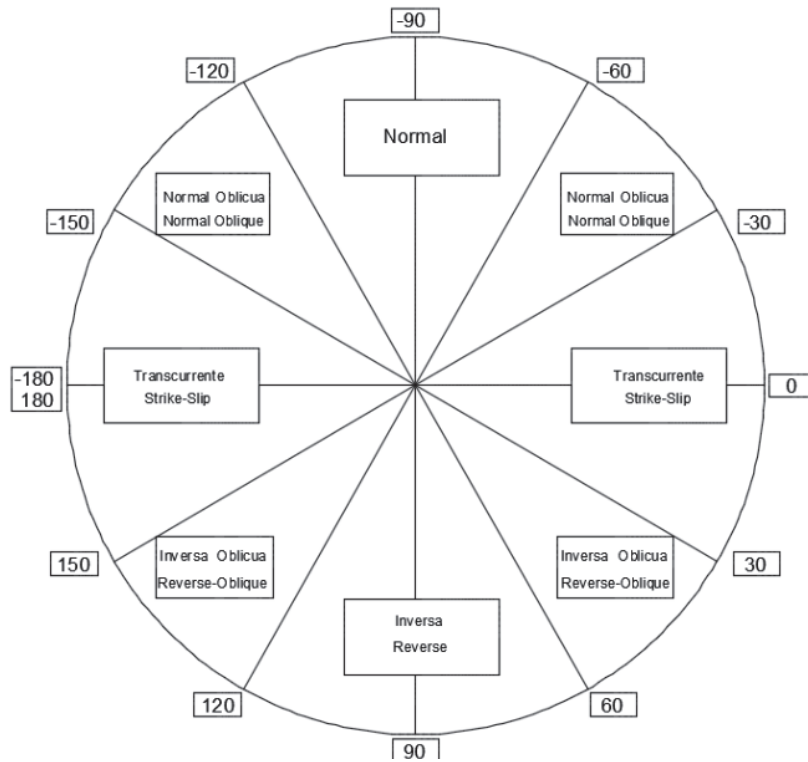 -90
-120
-60
Normal
Normal Oblicua
Normal Oblique
Normal Oblicua
Normal Oblique
-150
-30
-180
180
Transcurrente
Strike-Slip
Transcurrente
Strike-Slip
0
150
Inversa Oblicua
Reverse-Oblique
Inversa Oblicua
Reverse-Oblique
30
Inversa
Reverse
120
60
90